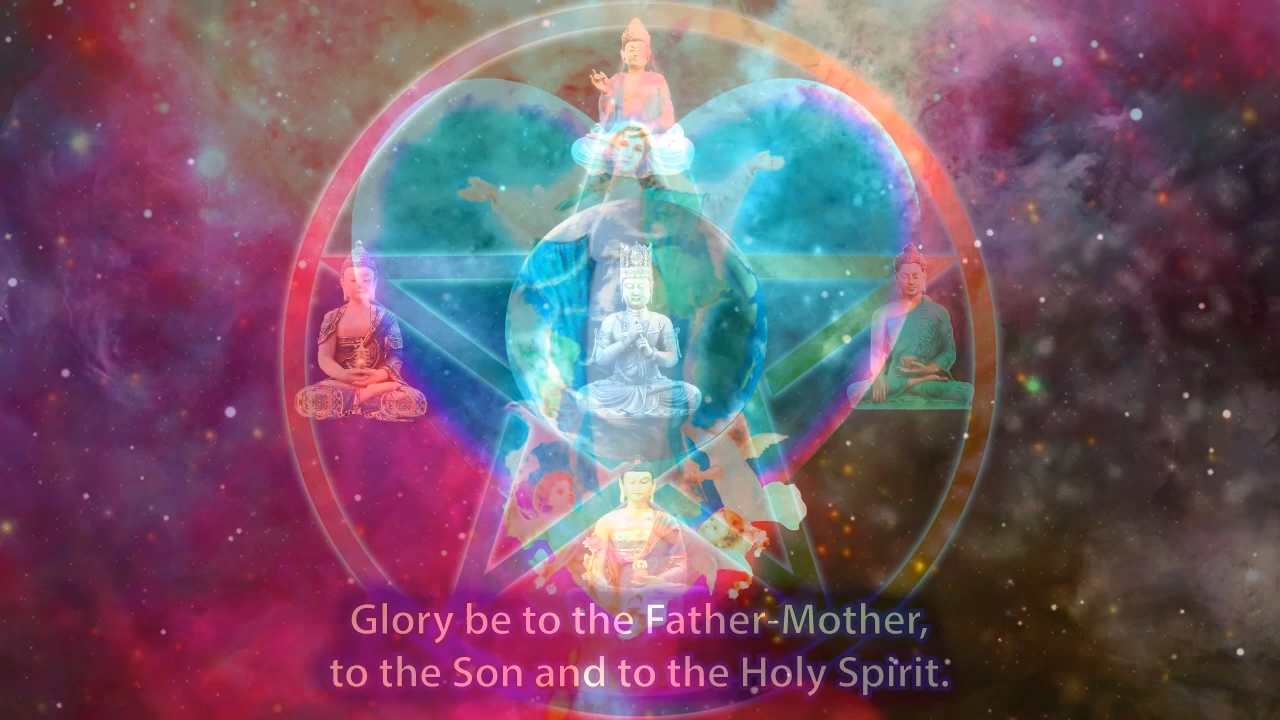 Glory be to the Father-Mother,
to the Son and to the Holy Spirit.